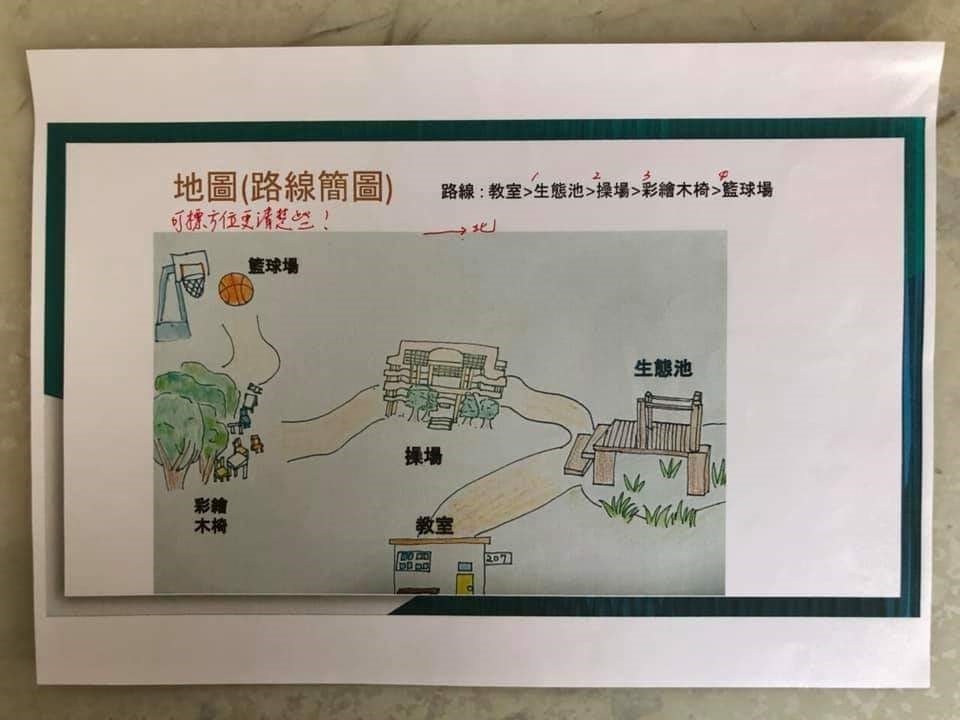 地圖(路線簡圖)
路線：教室>生態池>操場>彩繪木椅>籃球場
1 2 3 4
可標方位更清楚些！
→北
籃球場
生態池
操場
彩繪
木椅
教室
207